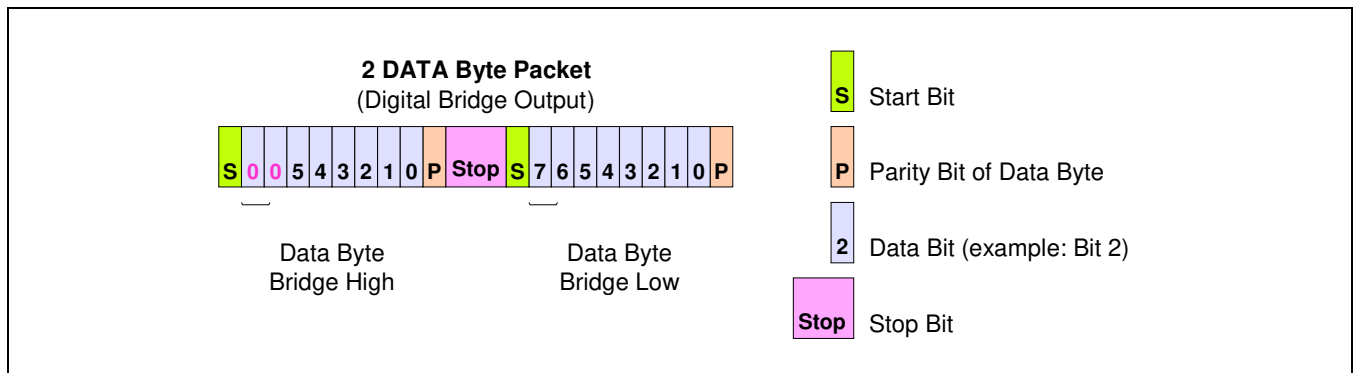 2 DATA Byte Packet
(Digital Bridge Output)
S 0 0 5 4 3 2 1 0 P Stop S 7 6 5 4 3 2 1 0 P
Data Byte
Bridge High
Data Byte
Bridge Low
S Start Bit
P Parity Bit of Data Byte
2 Data Bit (example: Bit 2)
Stop Stop Bit